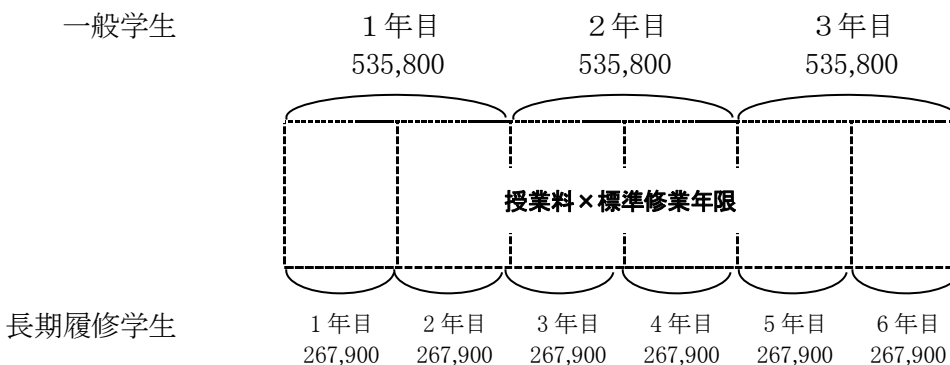 一般学生 １年目 ２年目 ３年目
535,800 535,800 535,800
授業料×標準修業年限
長期履修学生 1年目 2年目 3年目 4年目 5年目 6年目
267,900 267,900 267,900 267,900 267,900 267,900